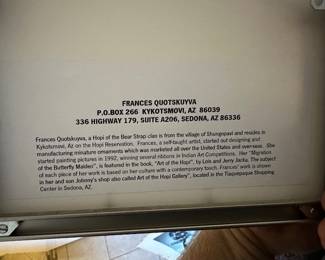 FRANCES QUOTSKUYVA
P.O.BOX 266 KYKOTSMOVI, AZ 86039
336 HIGHWAY 179, SUITE A206, SEDONA, AZ 86336
Frances Quotskuyva, a Hopi of the Bear Strap clan is from the village of Shungopavi and resides in
Kykotsmovi, Az on the Hopi Reservation. Frances, a self-taught artist, started out designing and
manufacturing miniature ornaments which was marketed all over the United States and overseas. She
started painting pictures in 1992, winning several ribbons in Indian Art Competitions. Her "Migration
of the Butterfly Maiden", is featured in the book, "Art of the Hopi", by Lois and Jerry Jacka. The subject
of each piece of her work is based on her culture with a contemporary touch. Frances' work is shown
in her and son Johnny's shop also called Art of the Hopi Gallery", located in the Tlaquepaque Shopping
Center in Sedona, AZ.